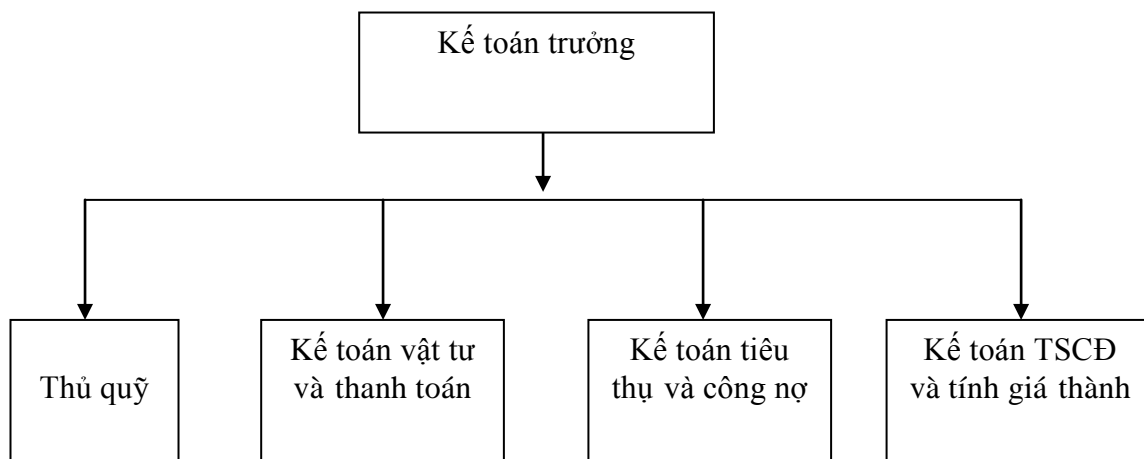 Kế toán trưởng
Thủ quỹ
Kế toán vật tư
và thanh toán
Kế toán tiêu
thụ và công nợ
Kế toán TSCĐ
và tính giá thành